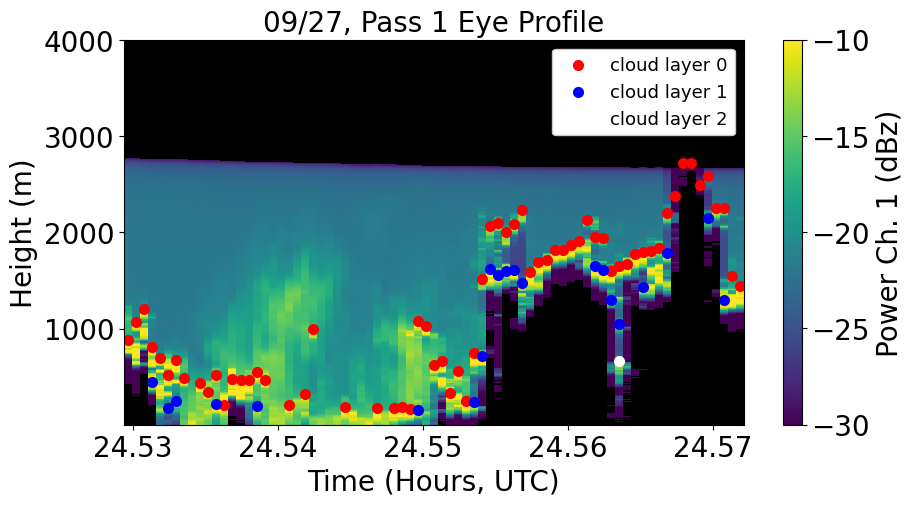 09/27, Pass 1 Eye Profile
4000
3000
2000
1000
Height (m)
24.53 24.54 24.55 24.56 24.57
Time (Hours, UTC)
cloud layer 0
cloud layer 1
cloud layer 2
−10
−15
−20
−25
−30
Power Ch. 1 (dBz)